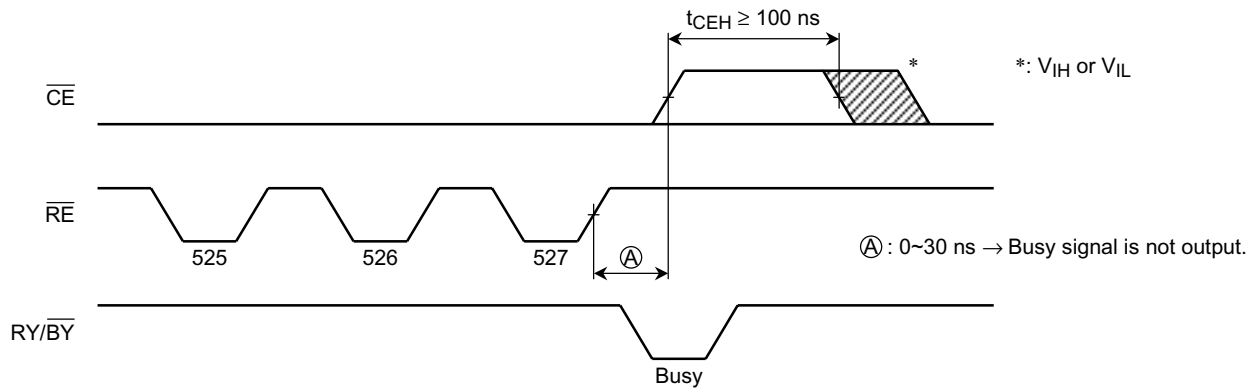 tCEH ≥ 100 ns
*
*: VIH or VIL
CE
RE
525
526
527
A
A : 0~30 ns → Busy signal is not output.
RY/BY
Busy